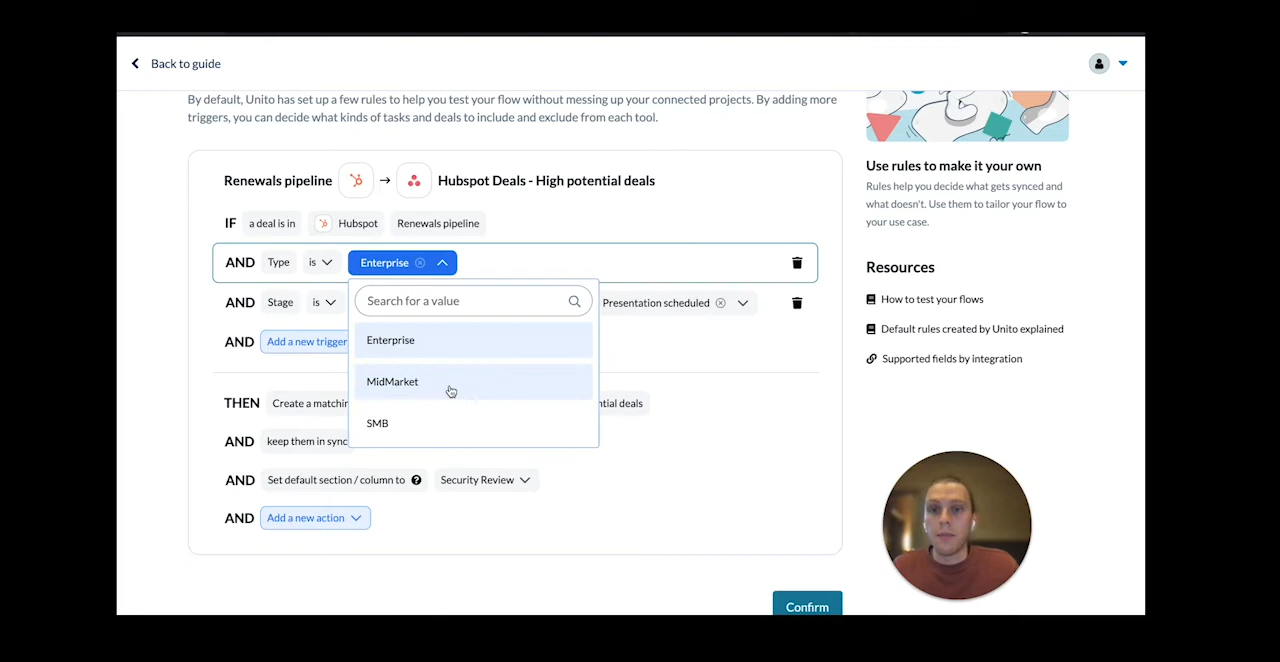 Back to guide
By default, Unito has set up a few rules to help you test your flow without messing up your connected projects. By adding more
triggers, you can decide what kinds of tasks and deals to include and exclude from each tool.
Renewals pipeline → Hubspot Deals - High potential deals
IF a deal is in Hubspot Renewals pipeline
AND Type is Enterprise
AND Stage is Presentation scheduled
AND Add a new trigger
Search for a value
Enterprise
MidMarket
SMB
THEN Create a matchin ntial deals
AND keep them in sync
AND Set default section / column to Security Review
AND Add a new action
Confirm
Use rules to make it your own
Rules help you decide what gets synced and
what doesn't. Use them to tailor your flow to
your use case.
Resources
How to test your flows
Default rules created by Unito explained
Supported fields by integration